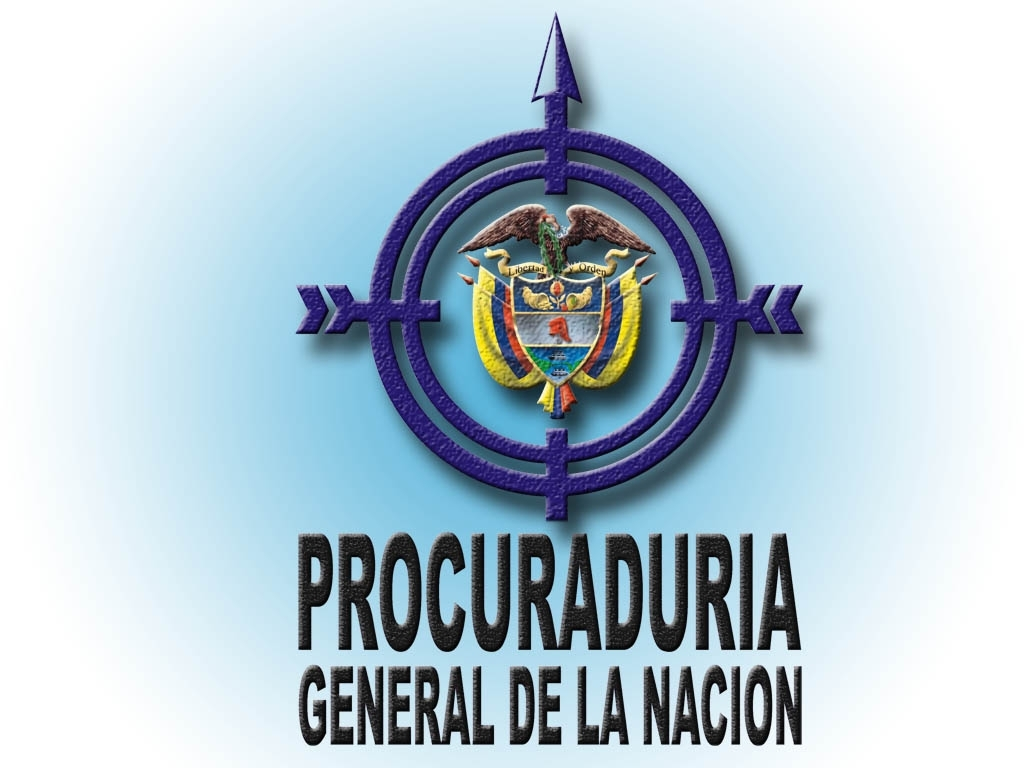 Libertad y Orden
PROCURADURIA
GENERAL DE LA NACION